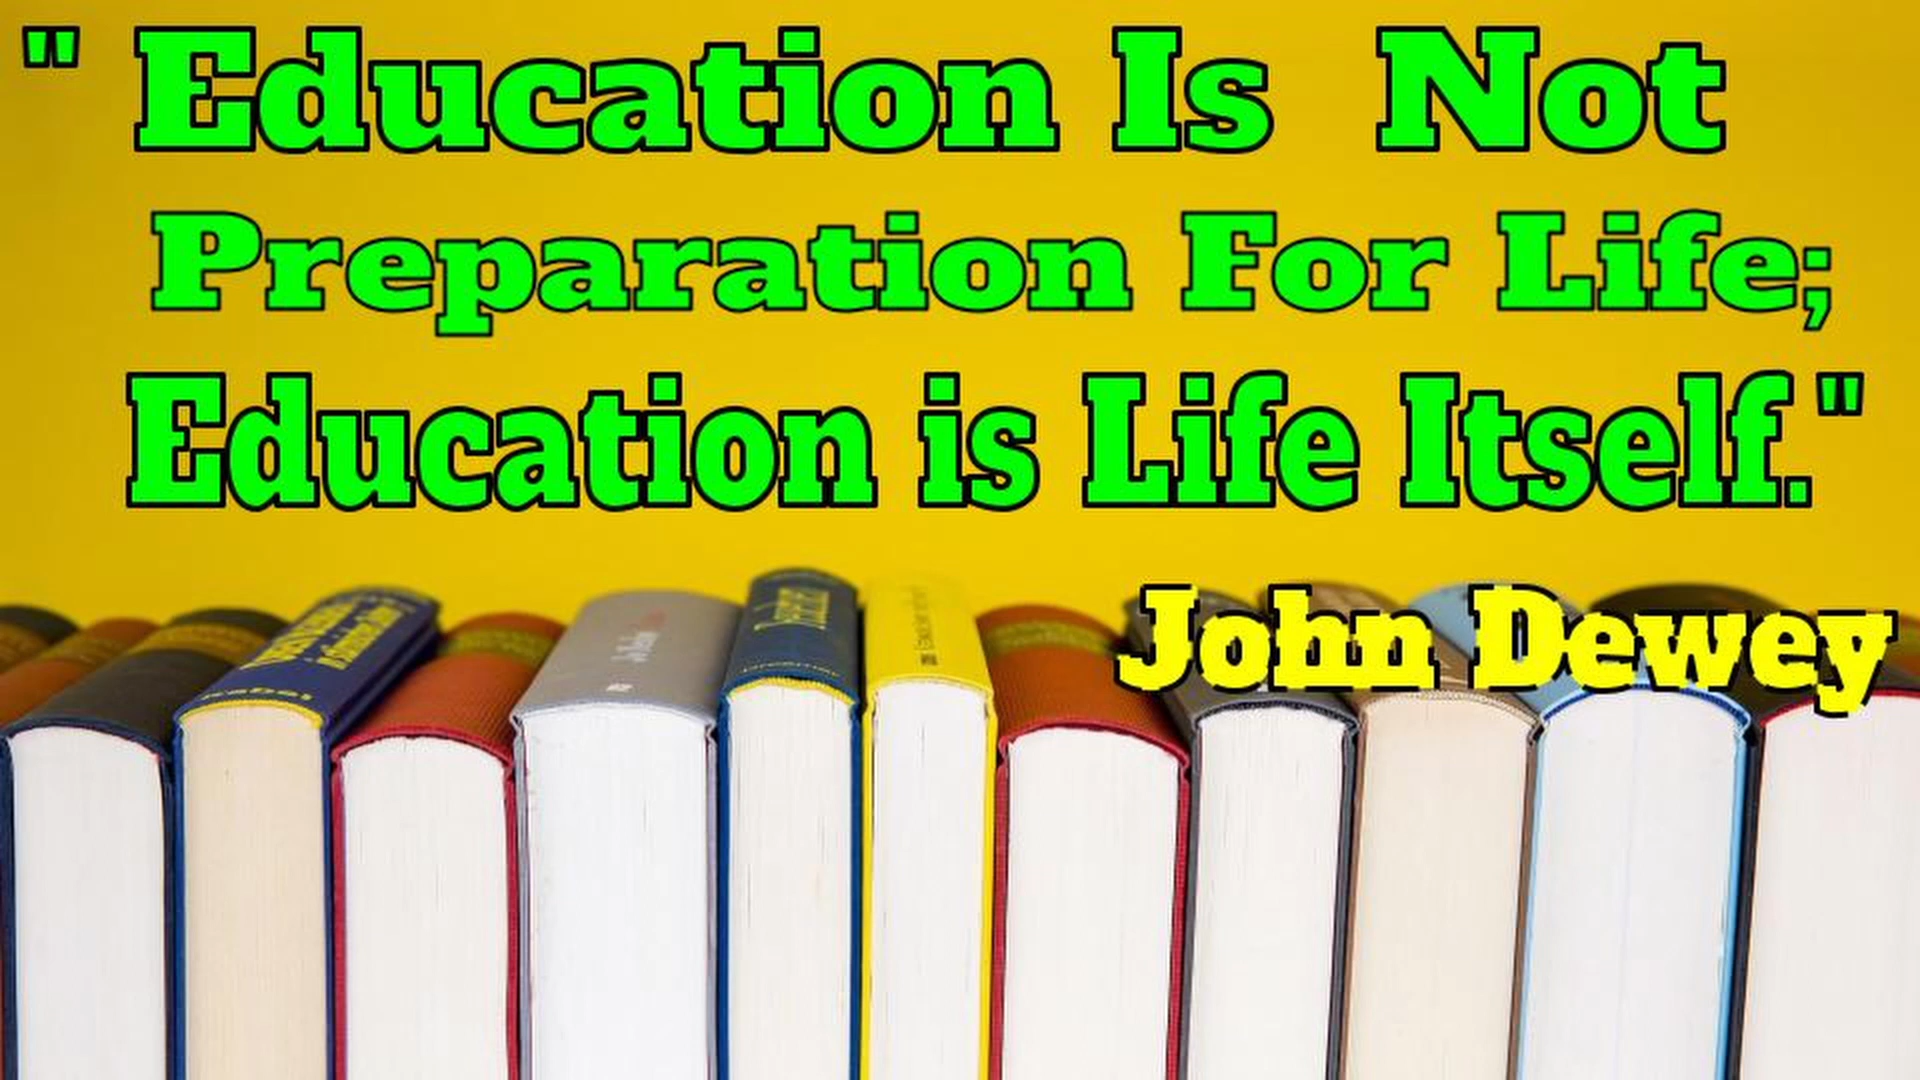 " Education Is Not
Preparation For Life;
Education is Life Itself."
John Dewey